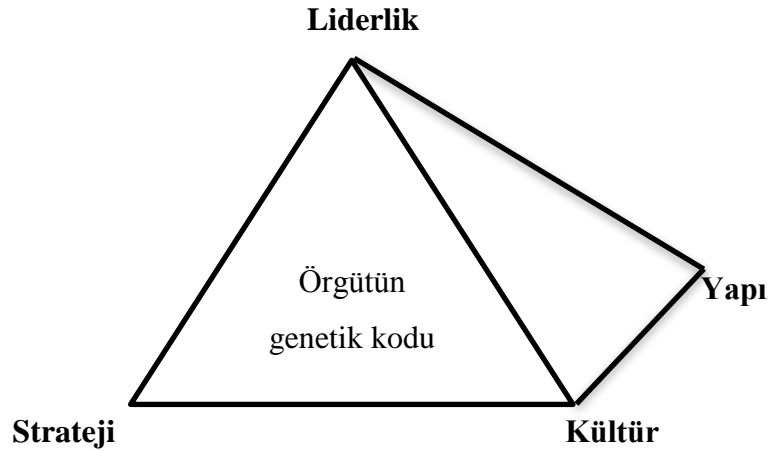 Liderlik
Örgütün
genetik kodu
Yapı
Strateji
Kültür